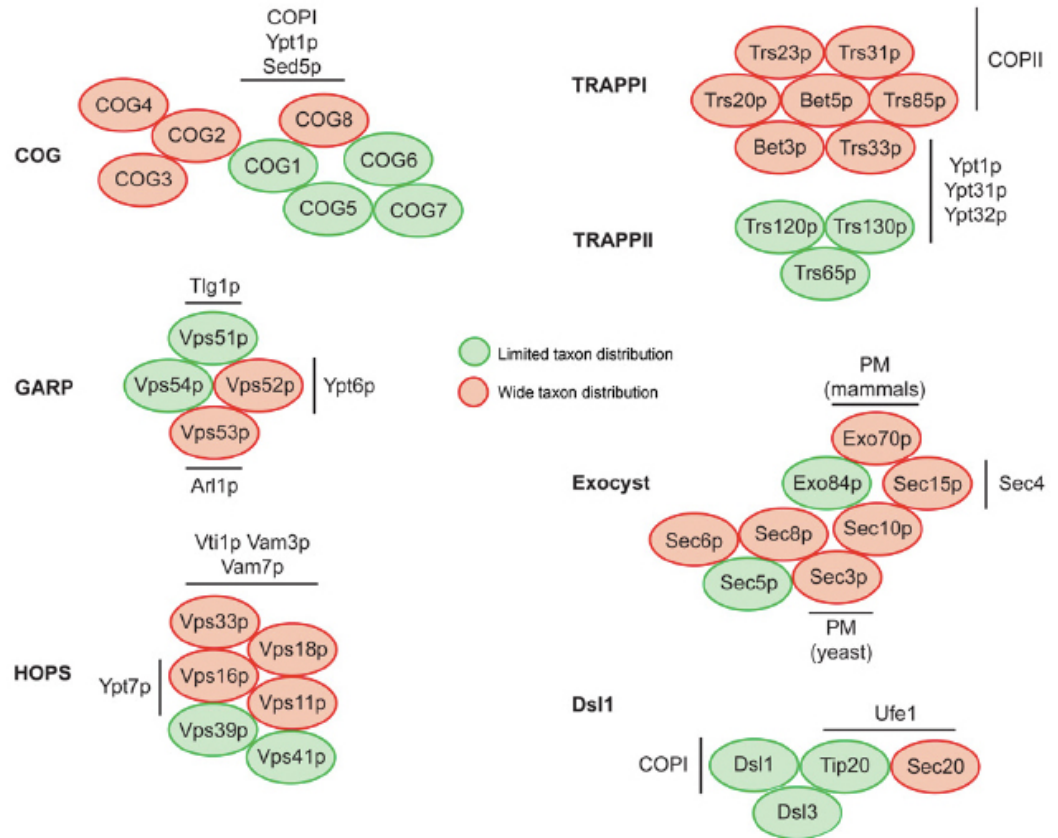 COPI
Ypt1p
Sed5p
COG
COG4
COG2
COG3
COG8
COG1
COG6
COG5
COG7
TRAPPI
Trs23p
Trs31p
Trs20p
Bet5p
Trs85p
Bet3p
Trs33p
COPII
Ypt1p
Ypt31p
Ypt32p
TRAPPII
Trs120p
Trs130p
Trs65p
Tlg1p
GARP
Vps51p
Vps54p
Vps52p
Vps53p
Ypt6p
Arl1p
Limited taxon distribution
Wide taxon distribution
PM
(mammals)
Exocyst
Exo70p
Exo84p
Sec15p
Sec4
Sec6p
Sec8p
Sec10p
Sec5p
Sec3p
PM
(yeast)
Vti1p Vam3p
Vam7p
HOPS
Ypt7p
Vps33p
Vps18p
Vps16p
Vps11p
Vps39p
Vps41p
Dsl1
Ufe1
COPI
Dsl1
Tip20
Sec20
Dsl3